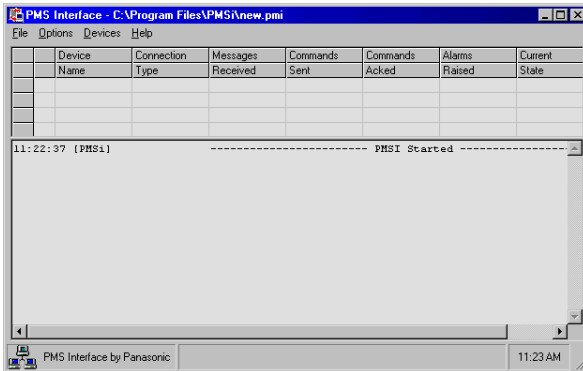 PMS Interface - C:\Program Files\PMSi\new.pmi
File Options Devices Help
Device Connection Messages Commands Commands Alarms Current
Name Type Received Sent Acked Raised State
11:22:37 [PMSi] ------------------------ PMSI Started ----------------
PMS Interface by Panasonic 11:23 AM